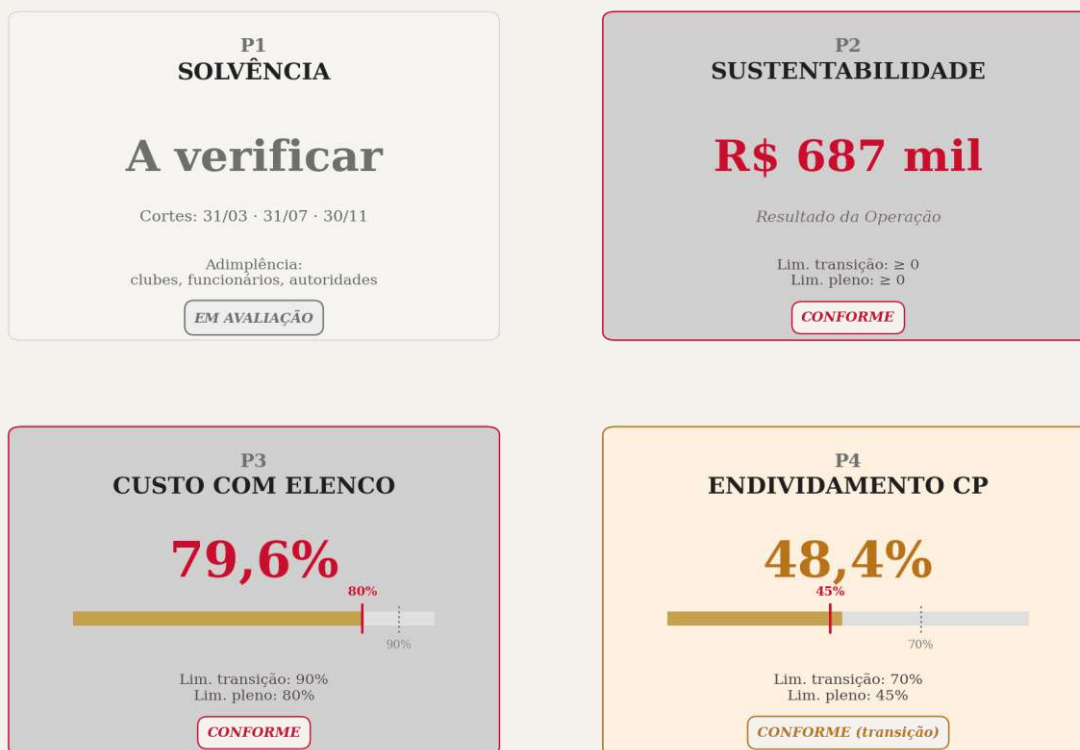 P1
SOLVÊNCIA
A verificar
Cortes: 31/03 · 31/07 · 30/11
Adimplência:
clubes, funcionários, autoridades
EM AVALIAÇÃO
P2
SUSTENTABILIDADE
R$ 687 mil
Resultado da Operação
Lim. transição: ≥ 0
Lim. pleno: ≥ 0
CONFORME
P3
CUSTO COM ELENCO
79,6%
80%
90%
Lim. transição: 90%
Lim. pleno: 80%
CONFORME
P4
ENDIVIDAMENTO CP
48,4%
45%
70%
Lim. transição: 70%
Lim. pleno: 45%
CONFORME (transição)